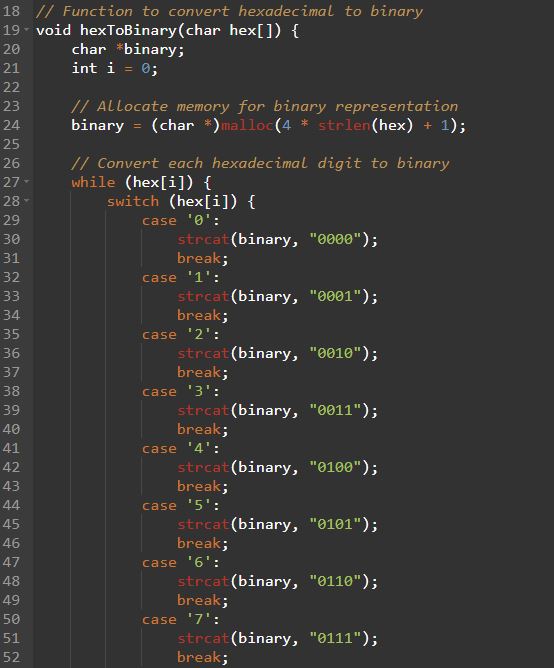 18 // Function to convert hexadecimal to binary
19 void hexToBinary(char hex[]) {
20     char *binary;
21     int i = 0;
22
23     // Allocate memory for binary representation
24     binary = (char *)malloc(4 * strlen(hex) + 1);
25
26     // Convert each hexadecimal digit to binary
27     while (hex[i]) {
28         switch (hex[i]) {
29             case '0':
30                 strcat(binary, "0000");
31                 break;
32             case '1':
33                 strcat(binary, "0001");
34                 break;
35             case '2':
36                 strcat(binary, "0010");
37                 break;
38             case '3':
39                 strcat(binary, "0011");
40                 break;
41             case '4':
42                 strcat(binary, "0100");
43                 break;
44             case '5':
45                 strcat(binary, "0101");
46                 break;
47             case '6':
48                 strcat(binary, "0110");
49                 break;
50             case '7':
51                 strcat(binary, "0111");
52                 break;